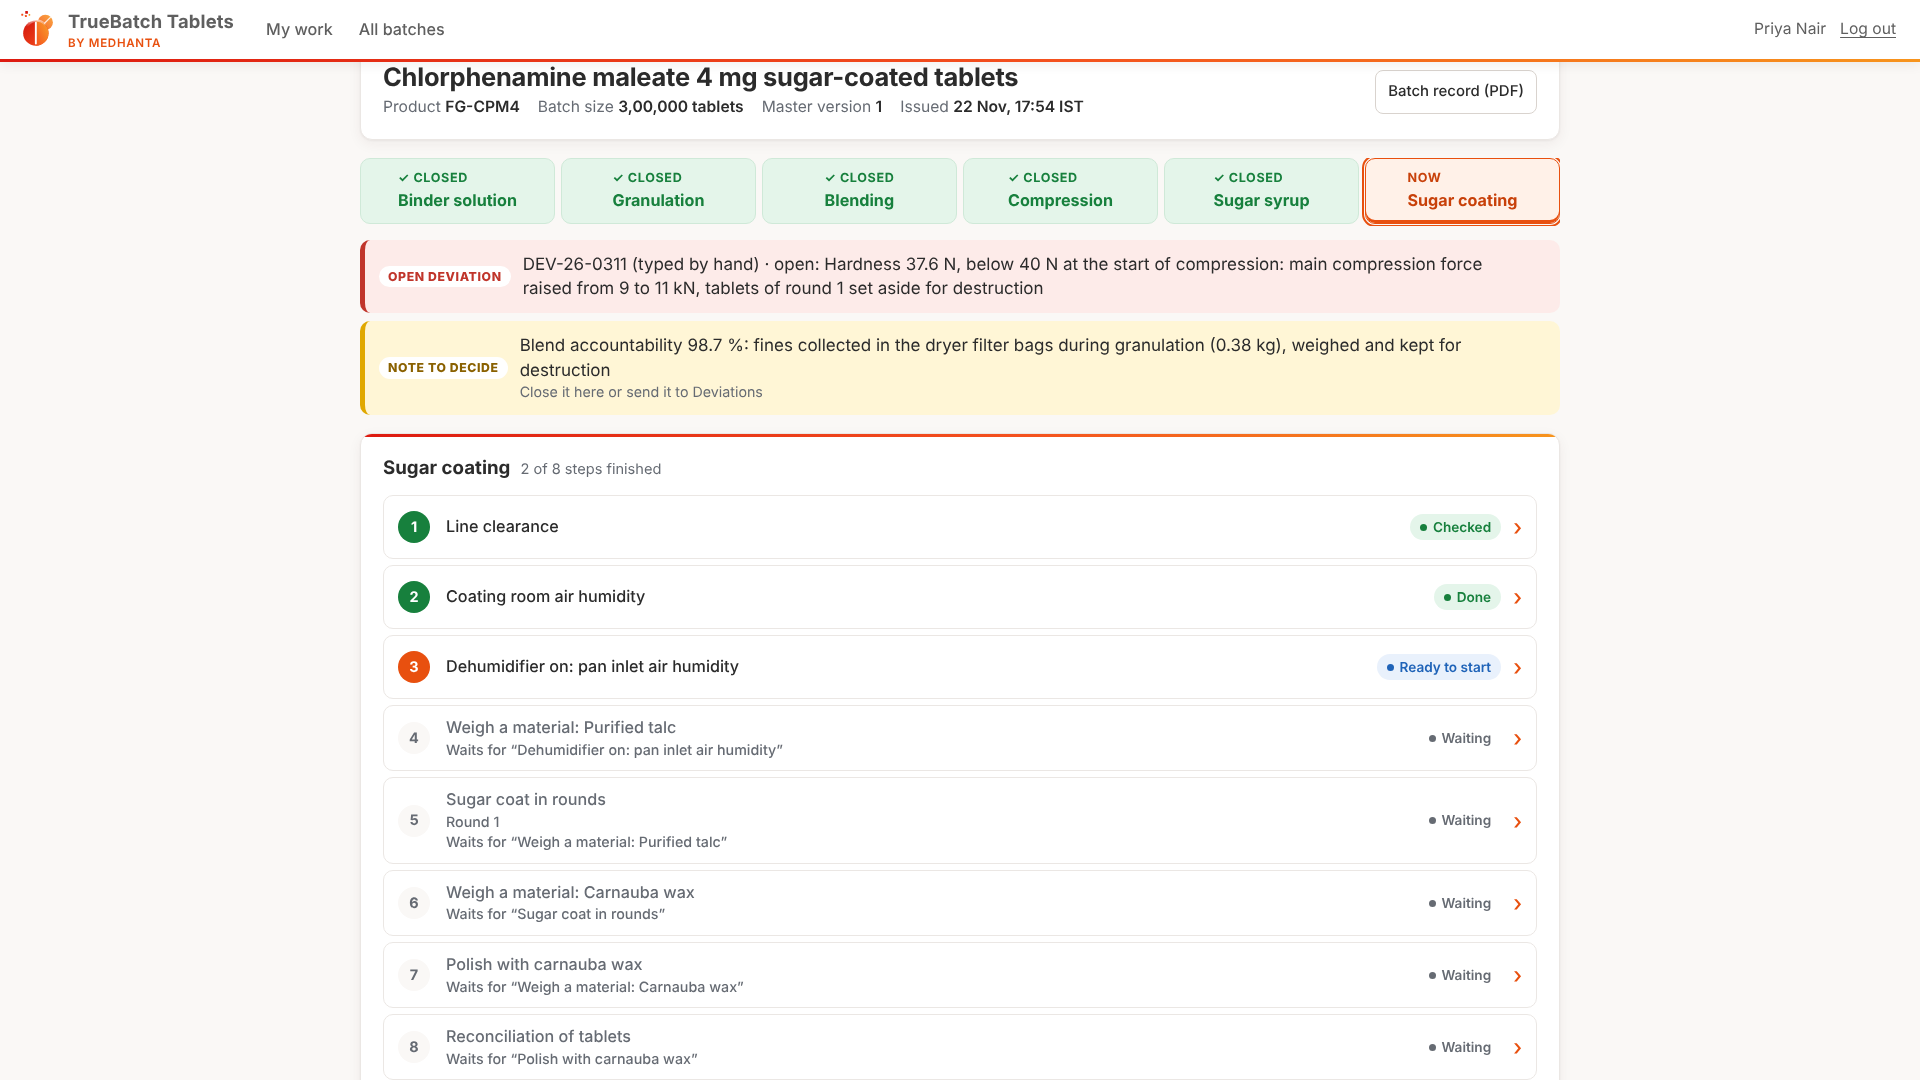 TrueBatch Tablets
BY MEDHANTA
My work
All batches
Priya Nair
Log out
Chlorphenamine maleate 4 mg sugar-coated tablets
Product FG-CPM4 Batch size 3,00,000 tablets Master version 1 Issued 22 Nov, 17:54 IST
Batch record (PDF)
✓ CLOSED
Binder solution
✓ CLOSED
Granulation
✓ CLOSED
Blending
✓ CLOSED
Compression
✓ CLOSED
Sugar syrup
NOW
Sugar coating
OPEN DEVIATION
DEV-26-0311 (typed by hand) · open: Hardness 37.6 N, below 40 N at the start of compression: main compression force
raised from 9 to 11 kN, tablets of round 1 set aside for destruction
NOTE TO DECIDE
Blend accountability 98.7 %: fines collected in the dryer filter bags during granulation (0.38 kg), weighed and kept for
destruction
Close it here or send it to Deviations
Sugar coating 2 of 8 steps finished
1 Line clearance Checked
2 Coating room air humidity Done
3 Dehumidifier on: pan inlet air humidity Ready to start
4 Weigh a material: Purified talc
Waits for “Dehumidifier on: pan inlet air humidity”
Waiting
5 Sugar coat in rounds
Round 1
Waits for “Weigh a material: Purified talc”
Waiting
6 Weigh a material: Carnauba wax
Waits for “Sugar coat in rounds”
Waiting
7 Polish with carnauba wax
Waits for “Weigh a material: Carnauba wax”
Waiting
8 Reconciliation of tablets
Waits for “Polish with carnauba wax”
Waiting